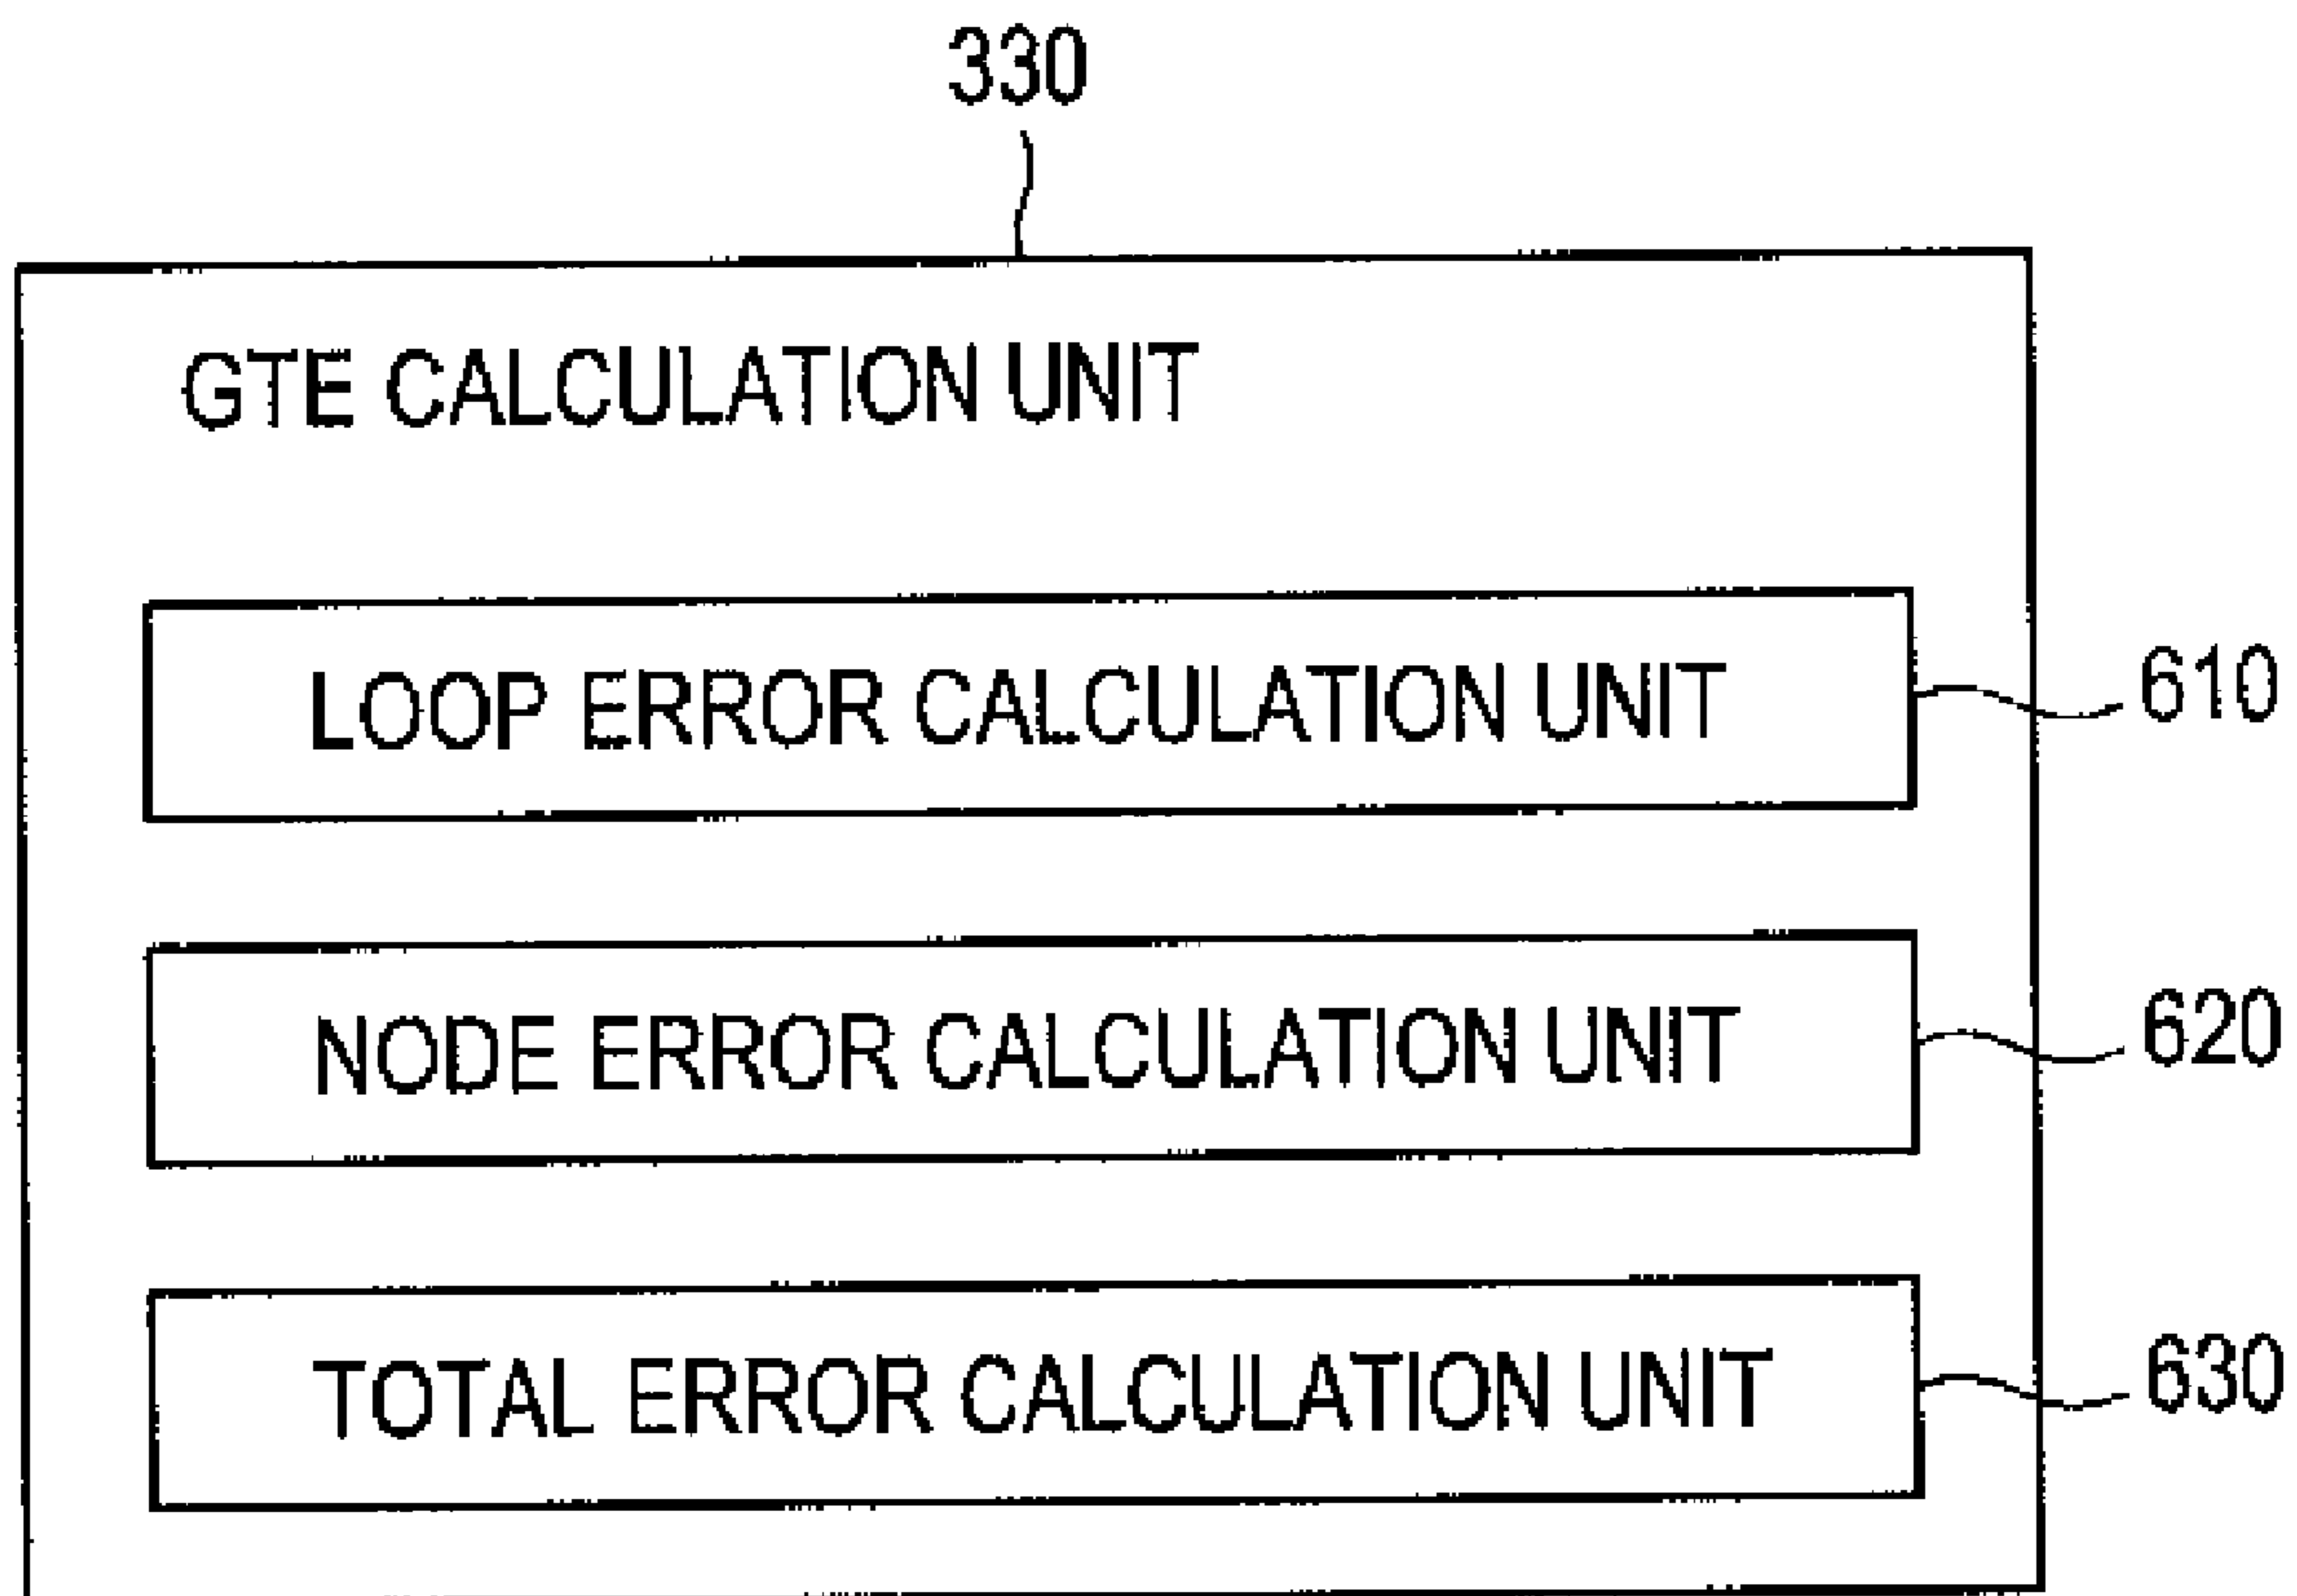 330
GTE CALCULATION UNIT
LOOP ERROR CALCULATION UNIT
610
NODE ERROR CALCULATION UNIT
620
TOTAL ERROR CALCULATION UNIT
630